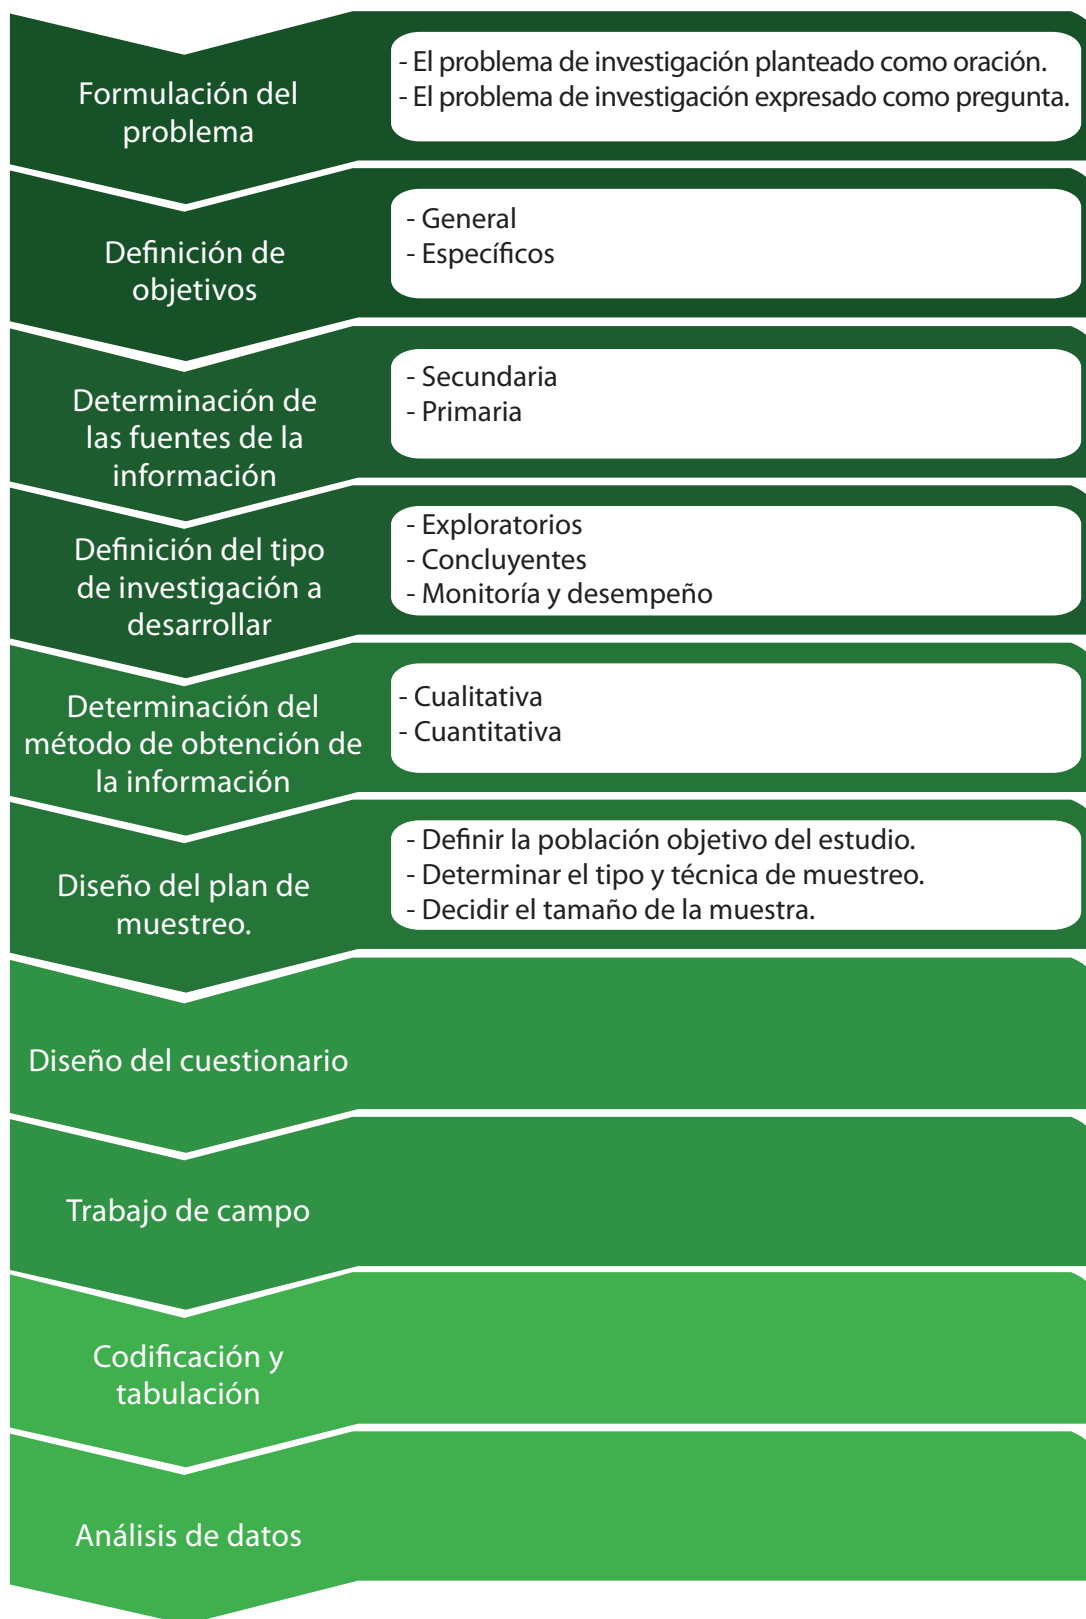 Formulación del
problema
- El problema de investigación planteado como oración.
- El problema de investigación expresado como pregunta.
Definición de
objetivos
- General
- Específicos
Determinación de
las fuentes de la
información
- Secundaria
- Primaria
Definición del tipo
de investigación a
desarrollar
- Exploratorios
- Concluyentes
- Monitoría y desempeño
Determinación del
método de obtención de
la información
- Cualitativa
- Cuantitativa
Diseño del plan de
muestreo.
- Definir la población objetivo del estudio.
- Determinar el tipo y técnica de muestreo.
- Decidir el tamaño de la muestra.
Diseño del cuestionario
Trabajo de campo
Codificación y
tabulación
Análisis de datos